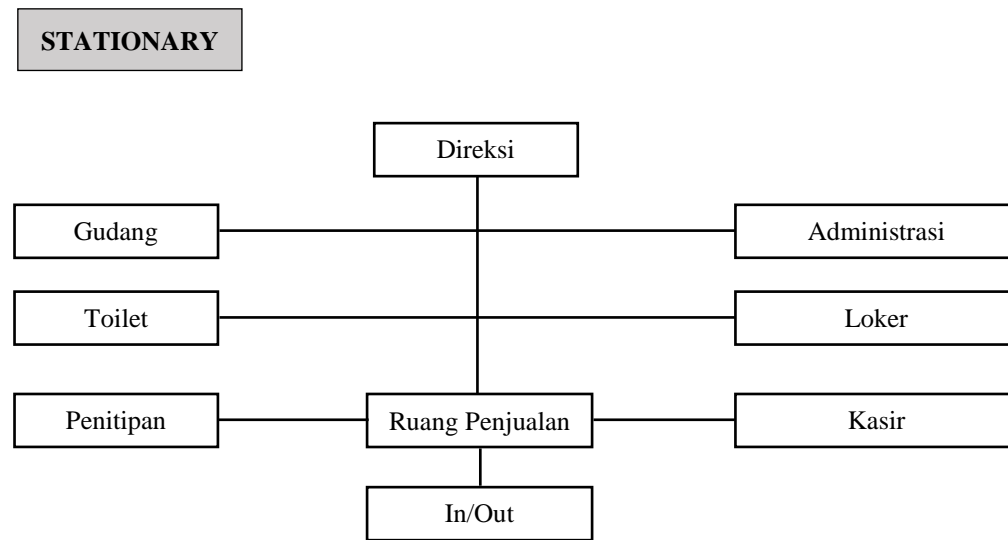 STATIONARY
Direksi
Gudang
Administrasi
Toilet
Loker
Penitipan
Ruang Penjualan
Kasir
In/Out